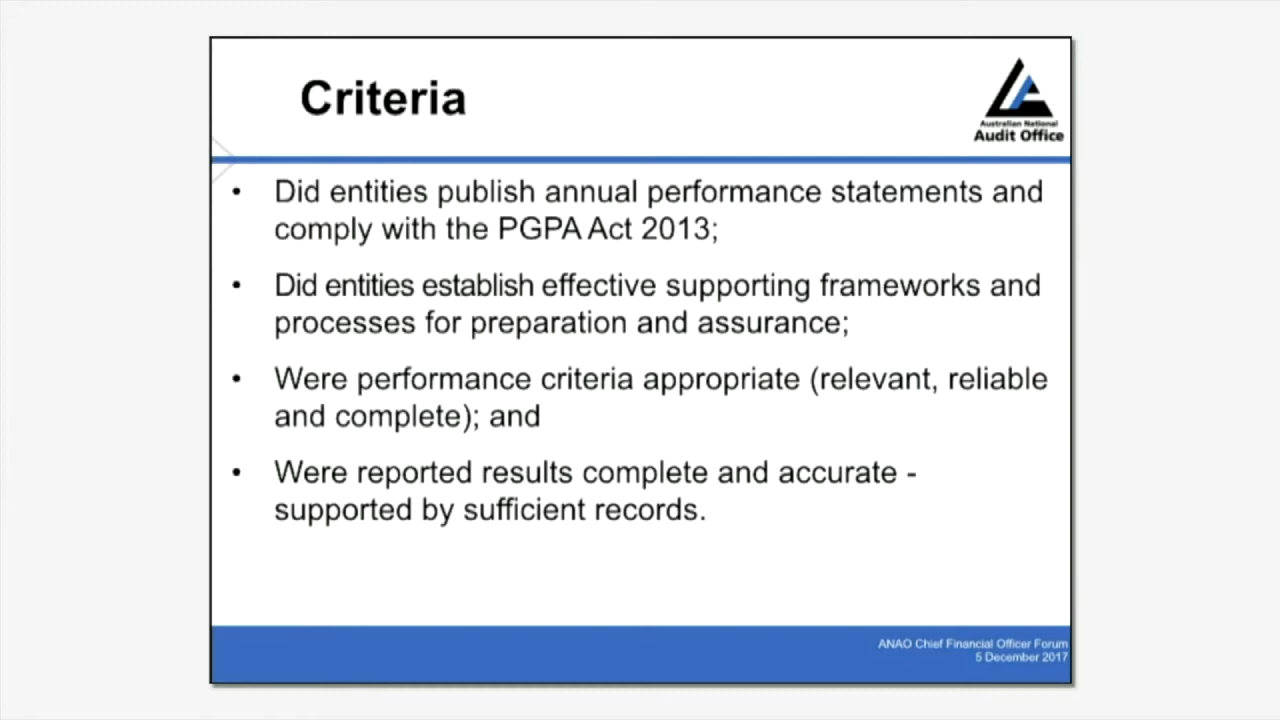 Criteria
Australian National
Audit Office
• Did entities publish annual performance statements and
comply with the PGPA Act 2013;
• Did entities establish effective supporting frameworks and
processes for preparation and assurance;
• Were performance criteria appropriate (relevant, reliable
and complete); and
• Were reported results complete and accurate -
supported by sufficient records.
ANAO Chief Financial Officer Forum
5 December 2017